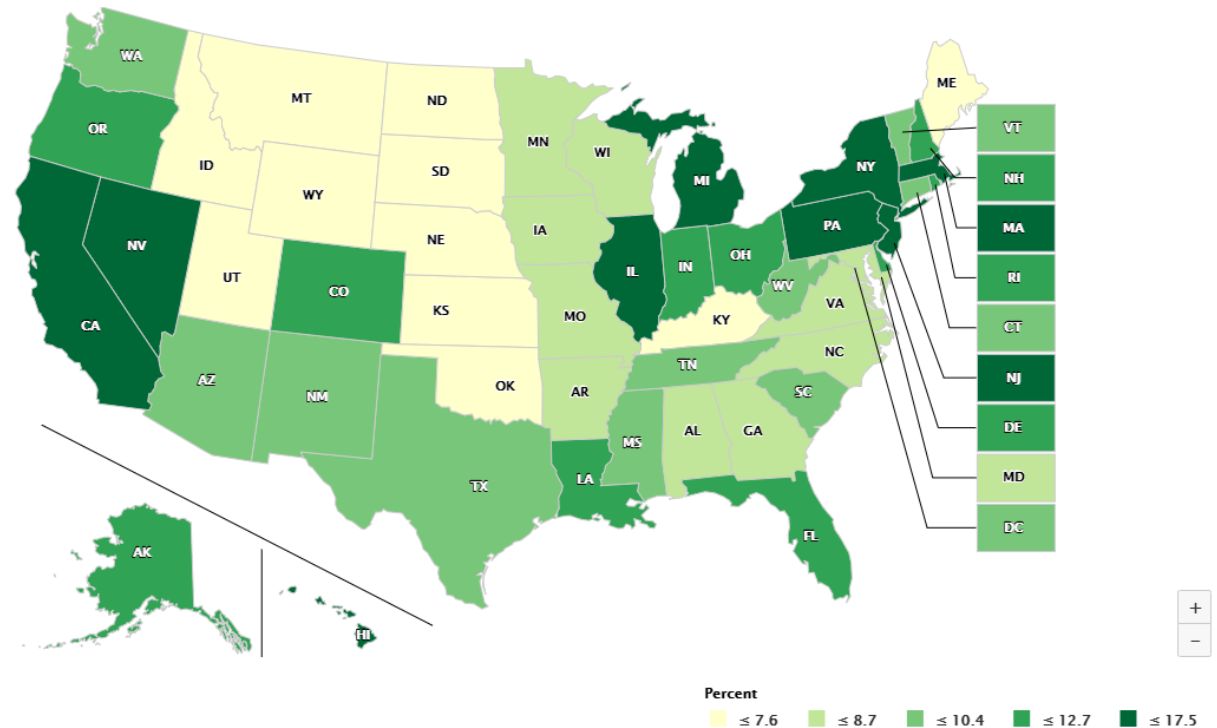 WA
ME
MT
ND
VT
OR
MN
ID
WI
SD
NY
NH
WY
MI
MA
IA
NE
PA
NV
OH
IL
IN
RI
UT
CO
WV
VA
CA
KS
MO
KY
CT
NC
TN
AZ
OK
NM
AR
SC
NJ
MS
AL
GA
DE
TX
LA
MD
FL
DC
AK
HI
+
−
Percent
≤ 7.6 ≤ 8.7 ≤ 10.4 ≤ 12.7 ≤ 17.5